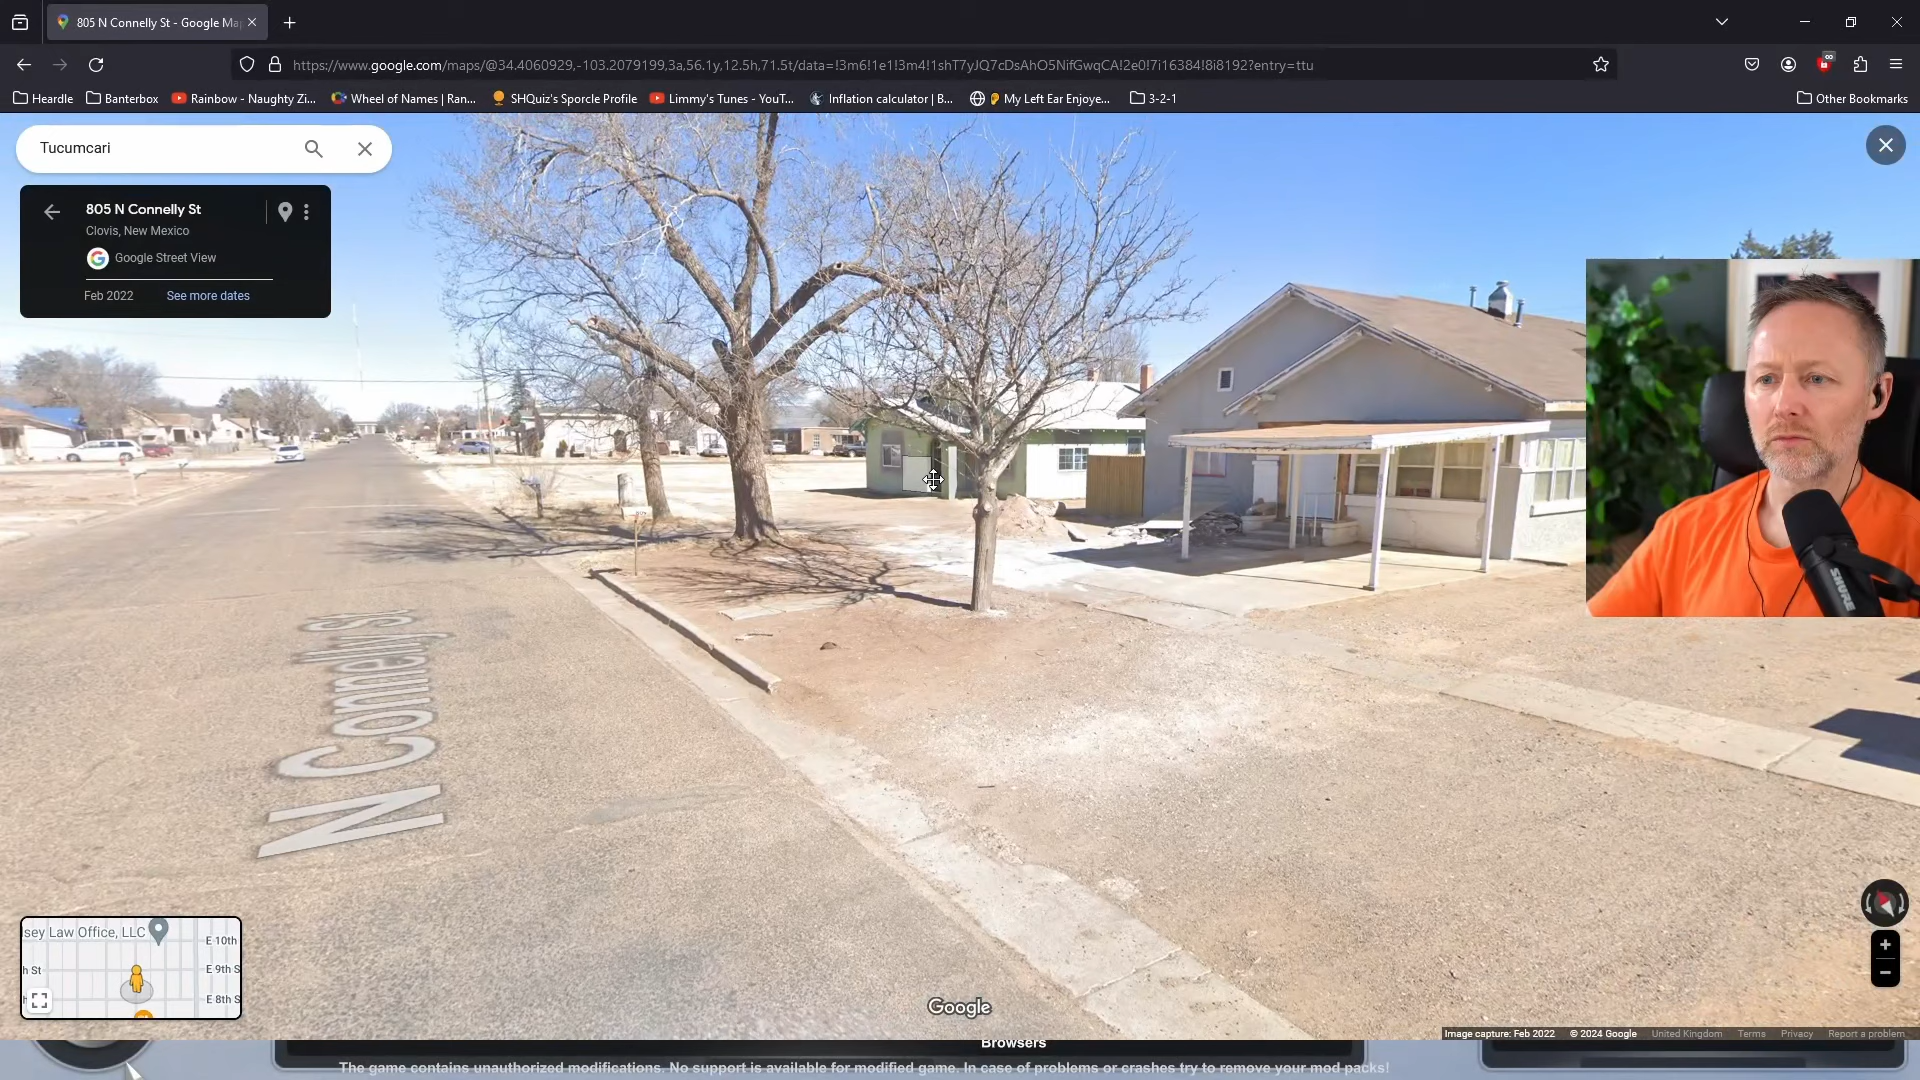 805 N Connelly St - Google Ma
https://www.google.com/maps/@34.4060929,-103.2079199,3a,56.1y,12.5h,71.5t/data=!3m6!1e1!3m4!1shT7yJQ7cDsAhO5NifGwqCA!2e0!7i16384!8i8192?entry=ttu
Heardle
Banterbox
Rainbow - Naughty Zi...
Wheel of Names | Ran...
SHQuiz's Sporcle Profile
Limmy's Tunes - YouT...
Inflation calculator | B...
My Left Ear Enjoye...
3-2-1
Other Bookmarks
Tucumcari
805 N Connelly St
Clovis, New Mexico
Google Street View
Feb 2022 See more dates
N Connelly St
SHURE
sey Law Office, LLC
E 10th
h St
E 9th S
E 8th S
Google
Image capture: Feb 2022 © 2024 Google United Kingdom Terms Privacy Report a problem
Browsers
The game contains unauthorized modifications. No support is available for modified game. In case of problems or crashes try to remove your mod packs!